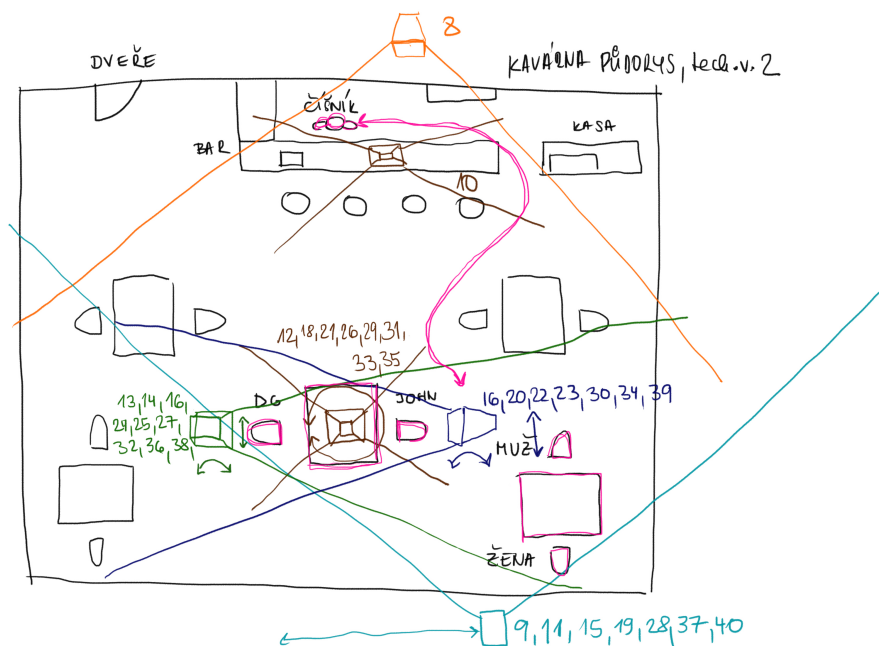 8
DVEŘE
KAVÁRNA PŮDORYS, tech.v.2
ČÍŠNÍK
KASA
BAR
10
12,18,21,26,29,31,
33,35
13,14,16,
24,25,27,
32,36,38,
DG
JOHN
16,20,22,23,30,34,39
MUŽ
ŽENA
9,11,15,19,28,37,40